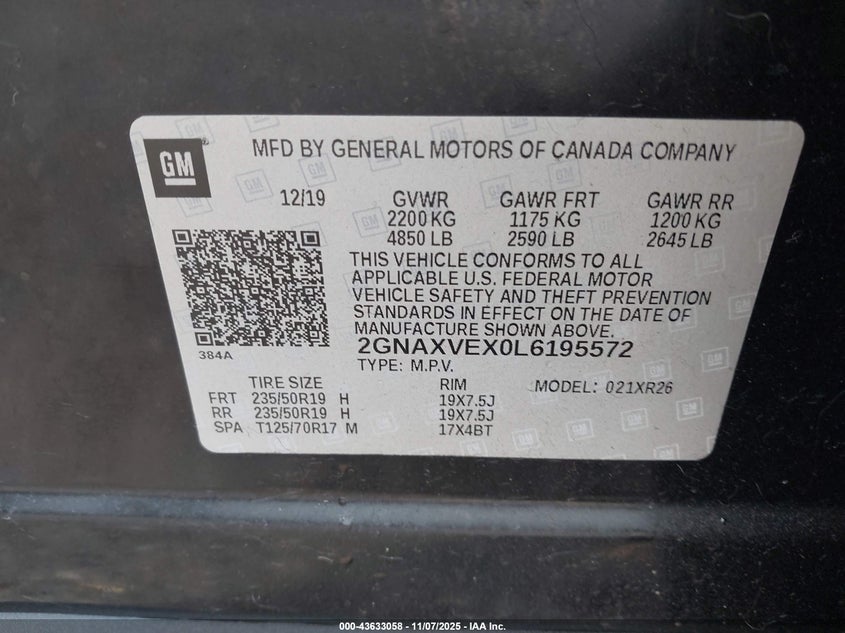 GM
MFD BY GENERAL MOTORS OF CANADA COMPANY
12/19 GVWR GAWR FRT GAWR RR
2200 KG 1175 KG 1200 KG
4850 LB 2590 LB 2645 LB
THIS VEHICLE CONFORMS TO ALL
APPLICABLE U.S. FEDERAL MOTOR
VEHICLE SAFETY AND THEFT PREVENTION
STANDARDS IN EFFECT ON THE DATE OF
MANUFACTURE SHOWN ABOVE.
384A
2GNAXVEX0L6195572
TYPE: M.P.V.
TIRE SIZE RIM MODEL: 021XR26
FRT 235/50R19 H 19X7.5J
RR 235/50R19 H 19X7.5J
SPA T125/70R17 M 17X4BT
000-43633058 - 11/07/2025 - IAA Inc.